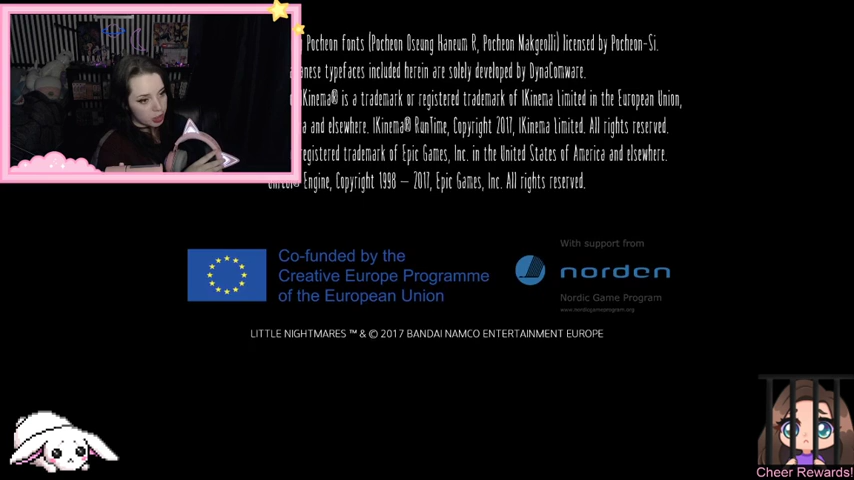 Pocheon fonts (Pocheon Oseung Haneum R, Pocheon Makgeolli) licensed by Pocheon-Si.
anese typefaces included herein are solely developed by DynaComware.
IKinema® is a trademark or registered trademark of IKinema Limited in the European Union,
and elsewhere. IKinema® RunTime, Copyright 2017, IKinema Limited. All rights reserved.
registered trademark of Epic Games, Inc. in the United States of America and elsewhere.
Engine, Copyright 1998 – 2017, Epic Games, Inc. All rights reserved.
Co-funded by the
Creative Europe Programme
of the European Union
With support from
norden
Nordic Game Program
www.nordicgameprogram.org
LITTLE NIGHTMARES ™ & © 2017 BANDAI NAMCO ENTERTAINMENT EUROPE
Cheer Rewards!